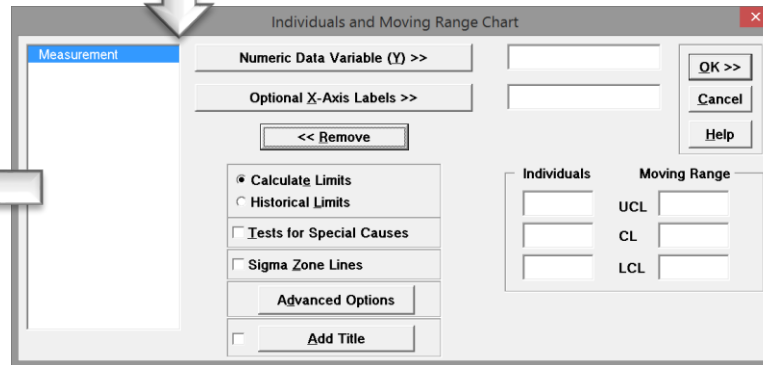 Individuals and Moving Range Chart
Measurement
Numeric Data Variable (Y) >>
Optional X-Axis Labels >>
<< Remove
OK >>
Cancel
Help
Calculate Limits
Historical Limits
Tests for Special Causes
Sigma Zone Lines
Advanced Options
Add Title
Individuals Moving Range
UCL
CL
LCL